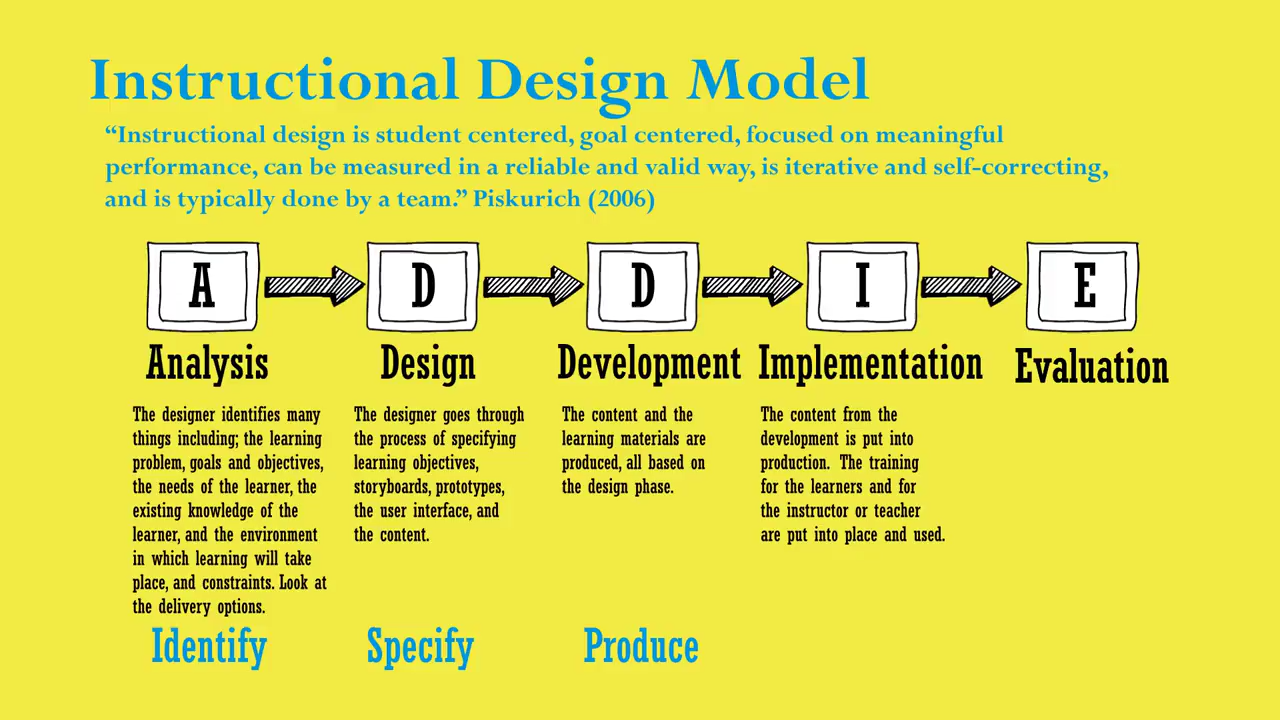 Instructional Design Model
“Instructional design is student centered, goal centered, focused on meaningful
performance, can be measured in a reliable and valid way, is iterative and self-correcting,
and is typically done by a team.” Piskurich (2006)
A
D
D
I
E
Analysis
Design
Development
Implementation
Evaluation
The designer identifies many
things including; the learning
problem, goals and objectives,
the needs of the learner, the
existing knowledge of the
learner, and the environment
in which learning will take
place, and constraints. Look at
the delivery options.
The designer goes through
the process of specifying
learning objectives,
storyboards, prototypes,
the user interface, and
the content.
The content and the
learning materials are
produced, all based on
the design phase.
The content from the
development is put into
production. The training
for the learners and for
the instructor or teacher
are put into place and used.
Identify
Specify
Produce